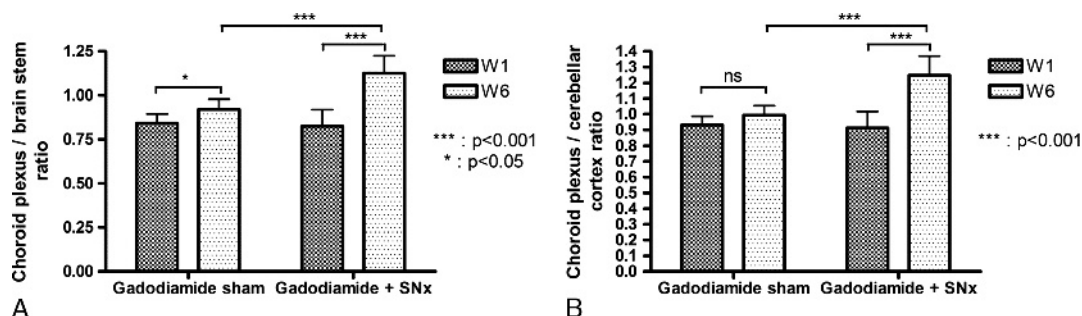 ***
***
*
Choroid plexus / brain stem
ratio
1.25
1.00
0.75
0.50
0.25
0.00
Gadodiamide sham
Gadodiamide + SNx
W1
W6
*** : p<0.001
* : p<0.05
A
***
***
ns
Choroid plexus / cerebellar
cortex ratio
1.4
1.3
1.2
1.1
1.0
0.9
0.8
0.7
0.6
0.5
0.4
0.3
0.2
0.1
0.0
Gadodiamide sham
Gadodiamide + SNx
W1
W6
*** : p<0.001
B